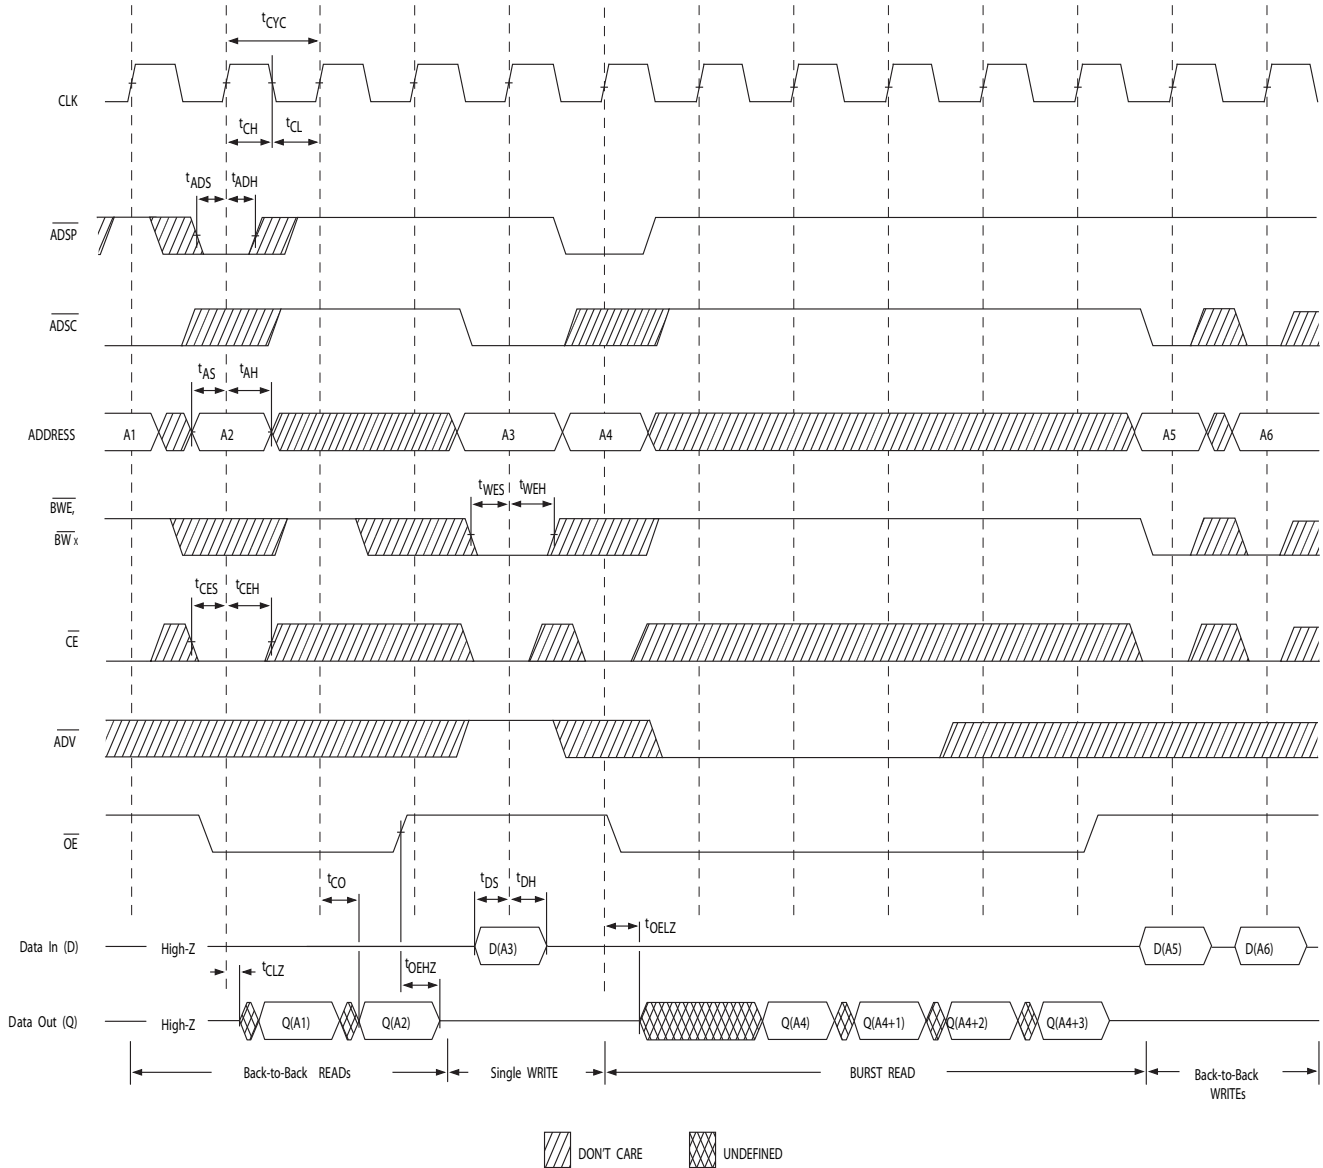 tCYC
CLK
tCH tCL
tADS tADH
ADSP
ADSC
tAS tAH
ADDRESS A1 A2 A3 A4 A5 A6
tWES tWEH
BWE,
BW x
tCES tCEH
CE
ADV
OE
tCO tDS tDH
tOELZ
Data In (D) High-Z D(A3) D(A5) D(A6)
tCLZ tOEHZ
Data Out (Q) High-Z Q(A1) Q(A2) Q(A4) Q(A4+1) Q(A4+2) Q(A4+3)
Back-to-Back READs Single WRITE BURST READ Back-to-Back
WRITEs
DON'T CARE UNDEFINED